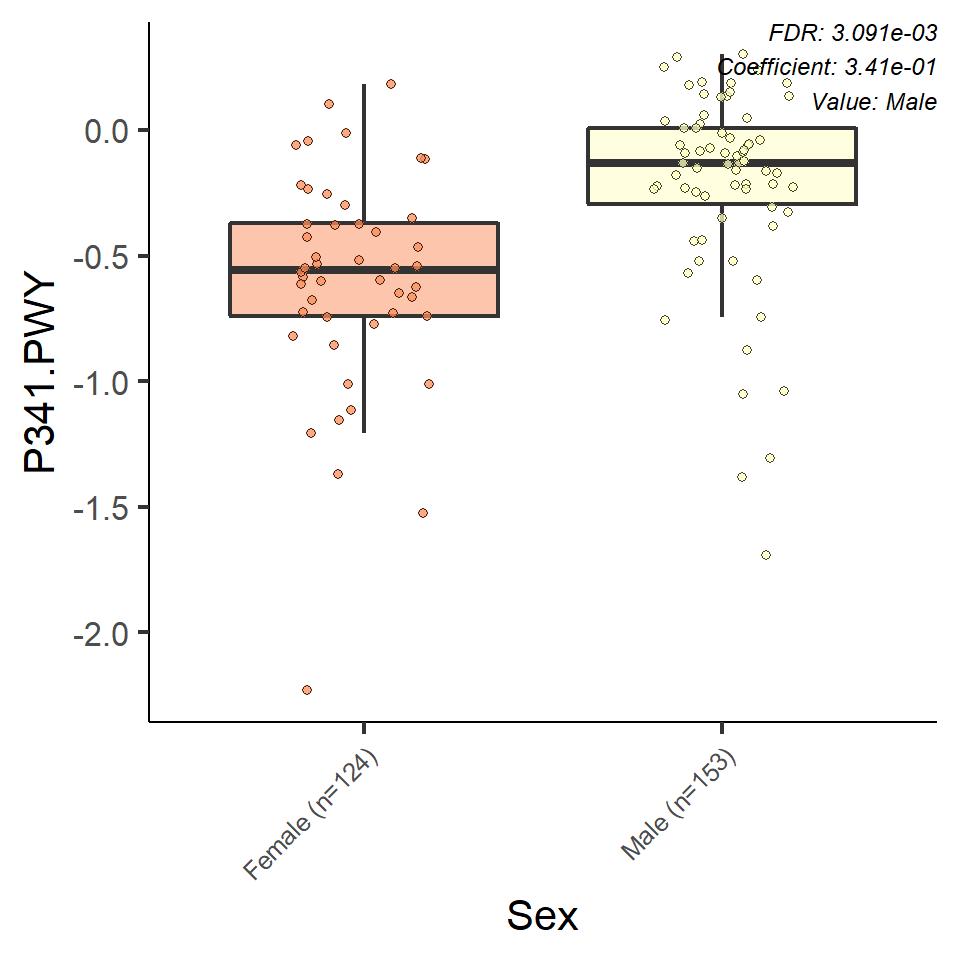 FDR: 3.091e-03
Coefficient: 3.41e-01
Value: Male
P341.PWY
0.0
-0.5
-1.0
-1.5
-2.0
Female (n=124)
Male (n=153)
Sex